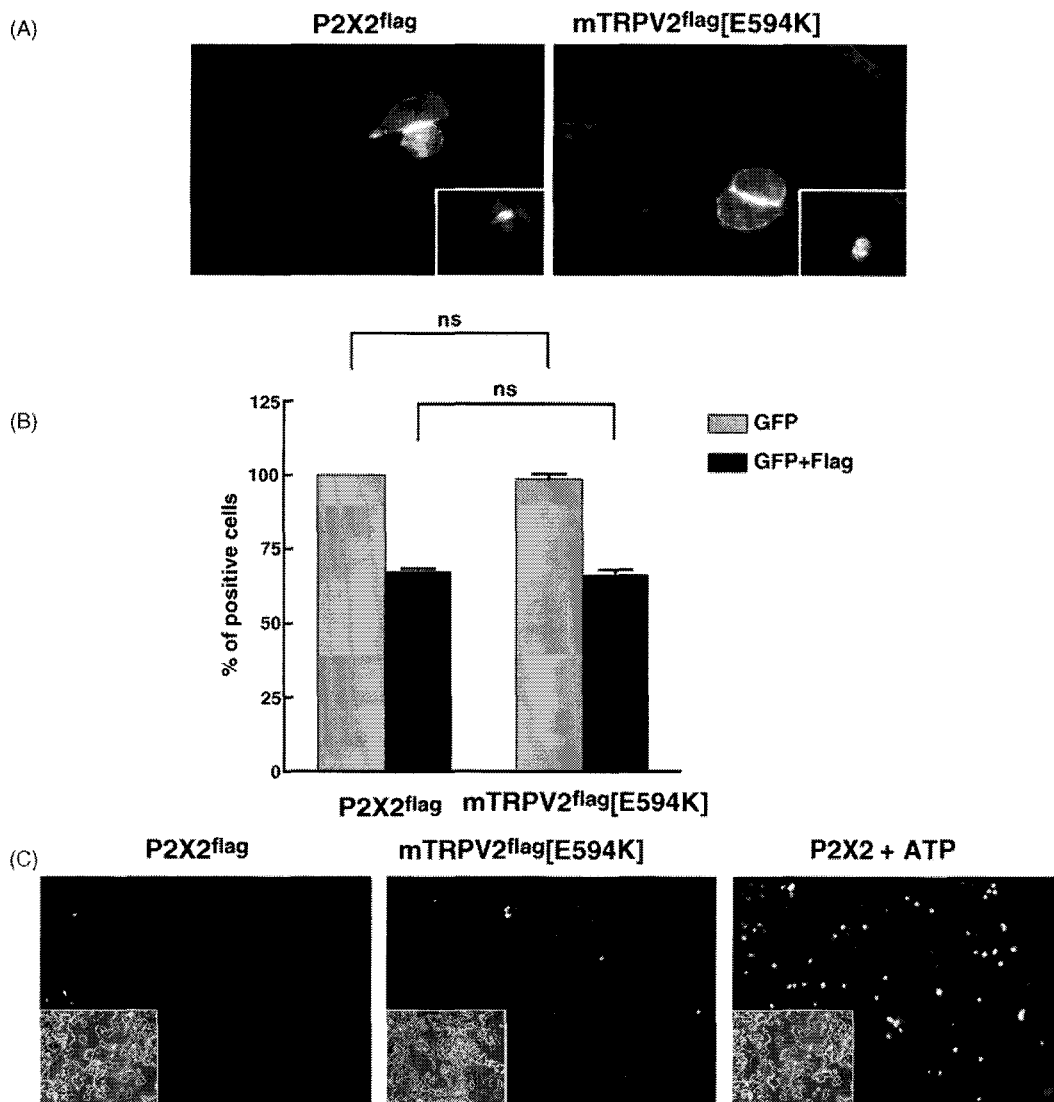 (A)
P2X2flag
mTRPV2flag[E594K]
ns
ns
(B)
125
100
75
50
25
0
% of positive cells
GFP
GFP+Flag
P2X2flag
mTRPV2flag[E594K]
(C)
P2X2flag
mTRPV2flag[E594K]
P2X2 + ATP